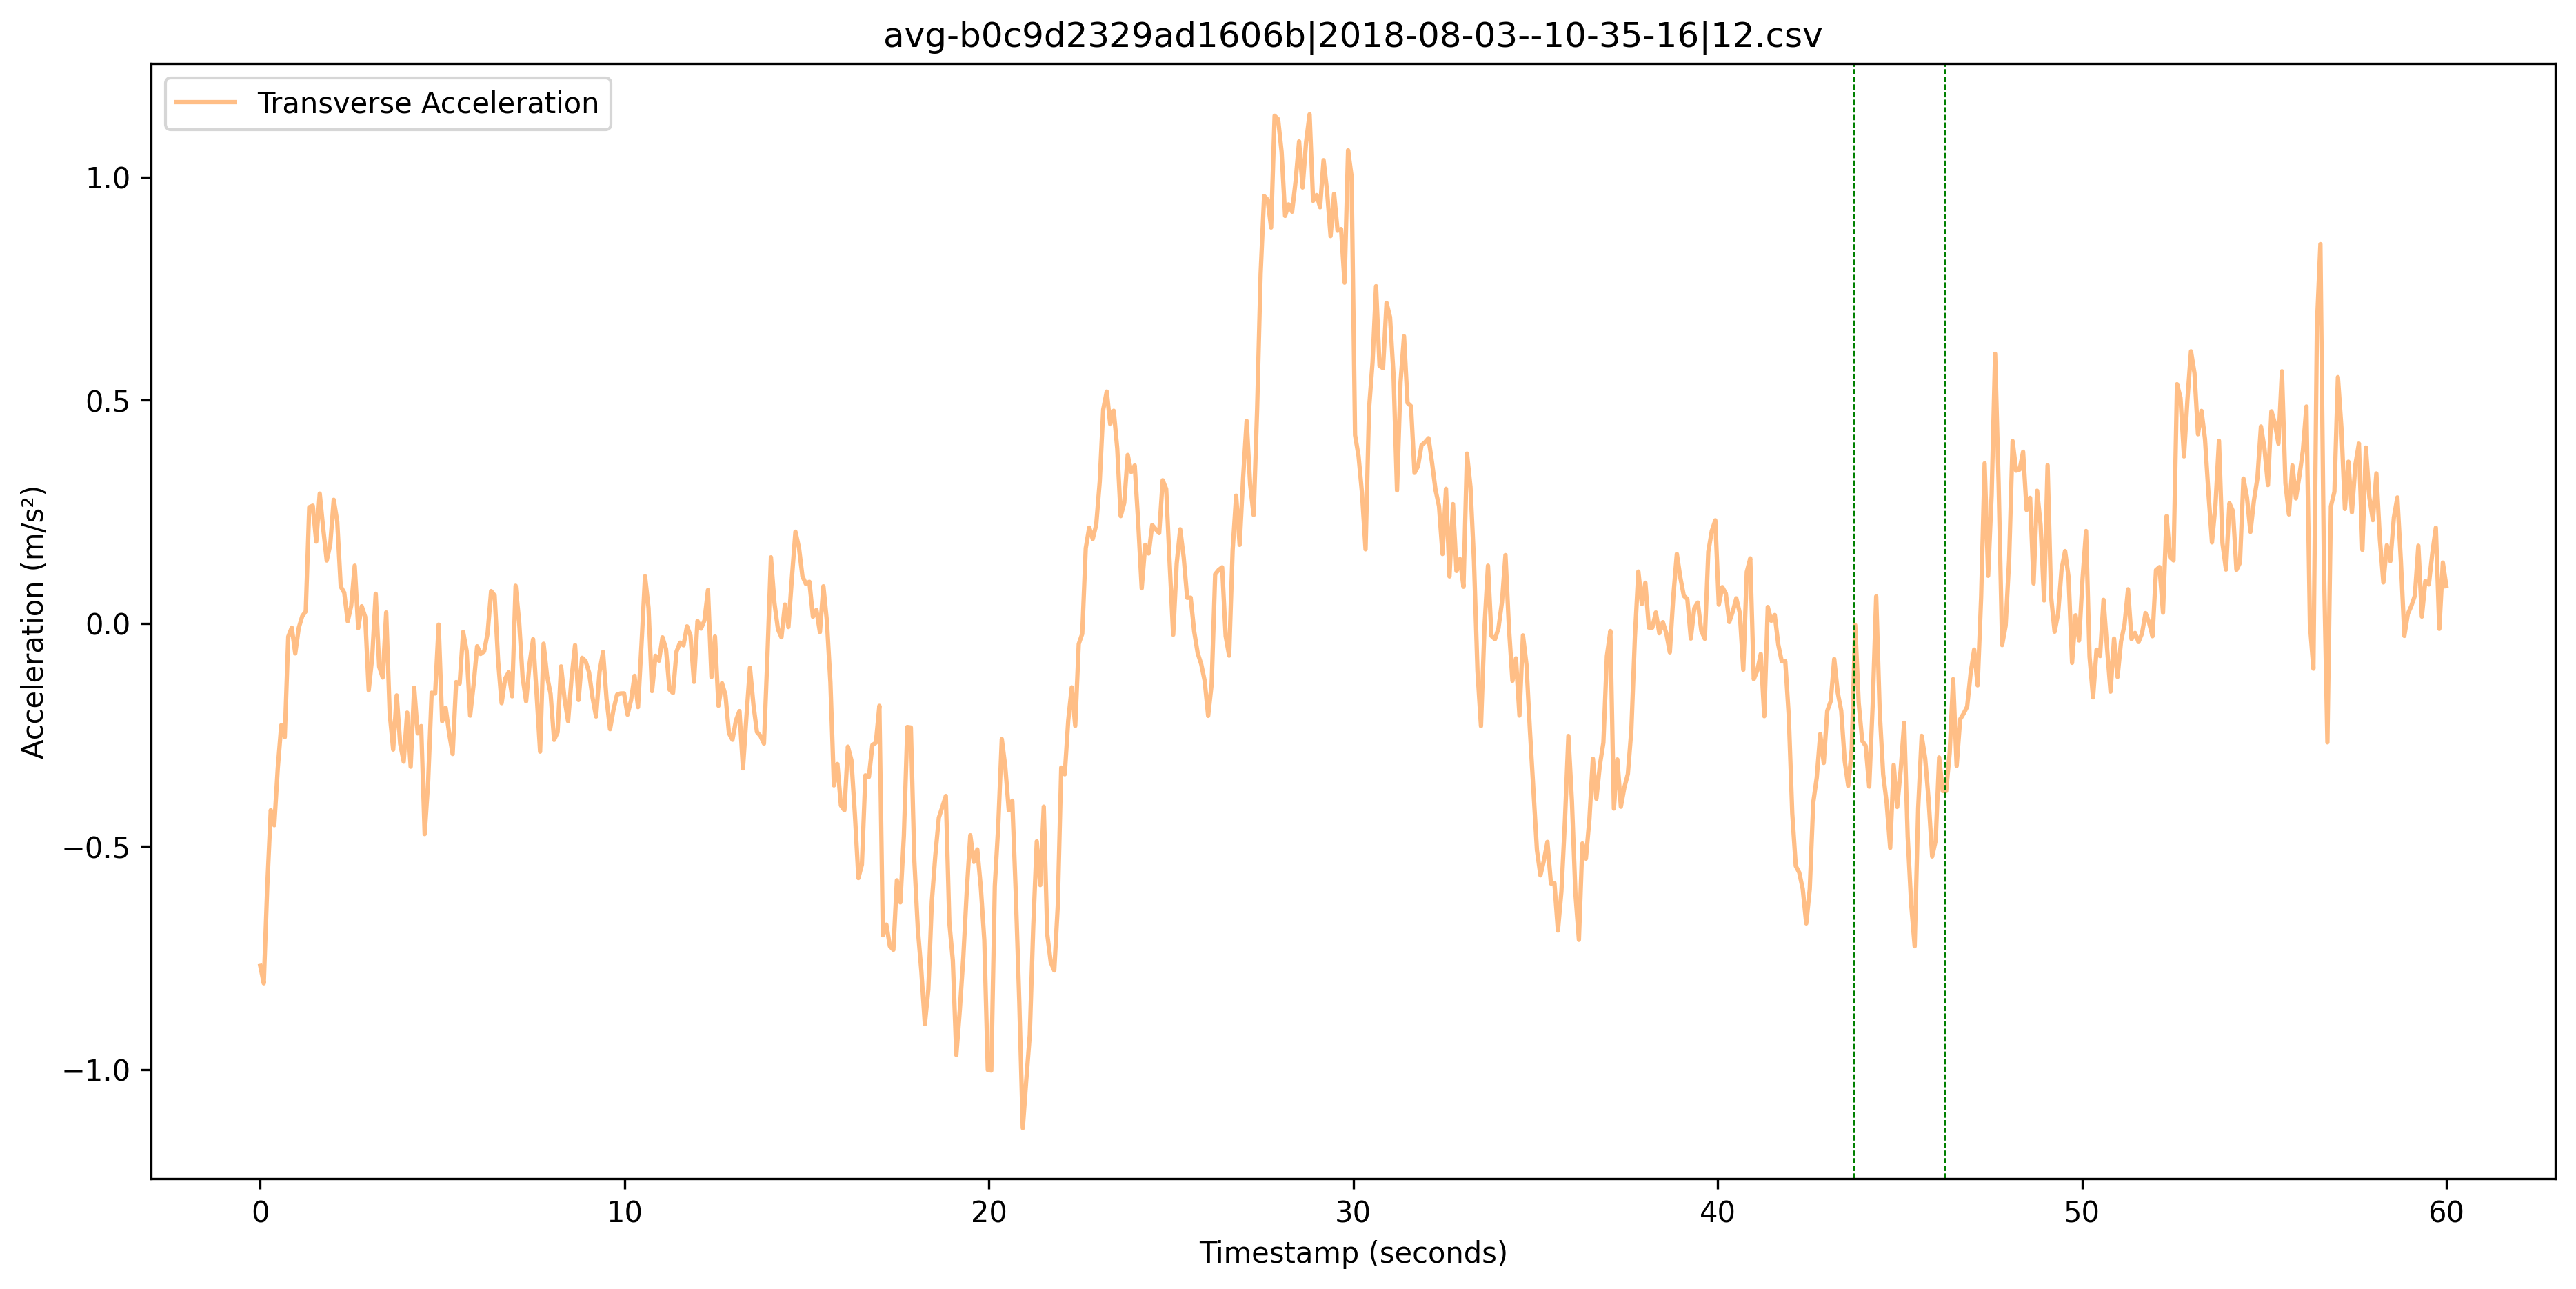 avg-b0c9d2329ad1606b|2018-08-03--10-35-16|12.csv
Transverse Acceleration
1.0
0.5
0.0
−0.5
−1.0
Acceleration (m/s²)
0 10 20 30 40 50 60
Timestamp (seconds)